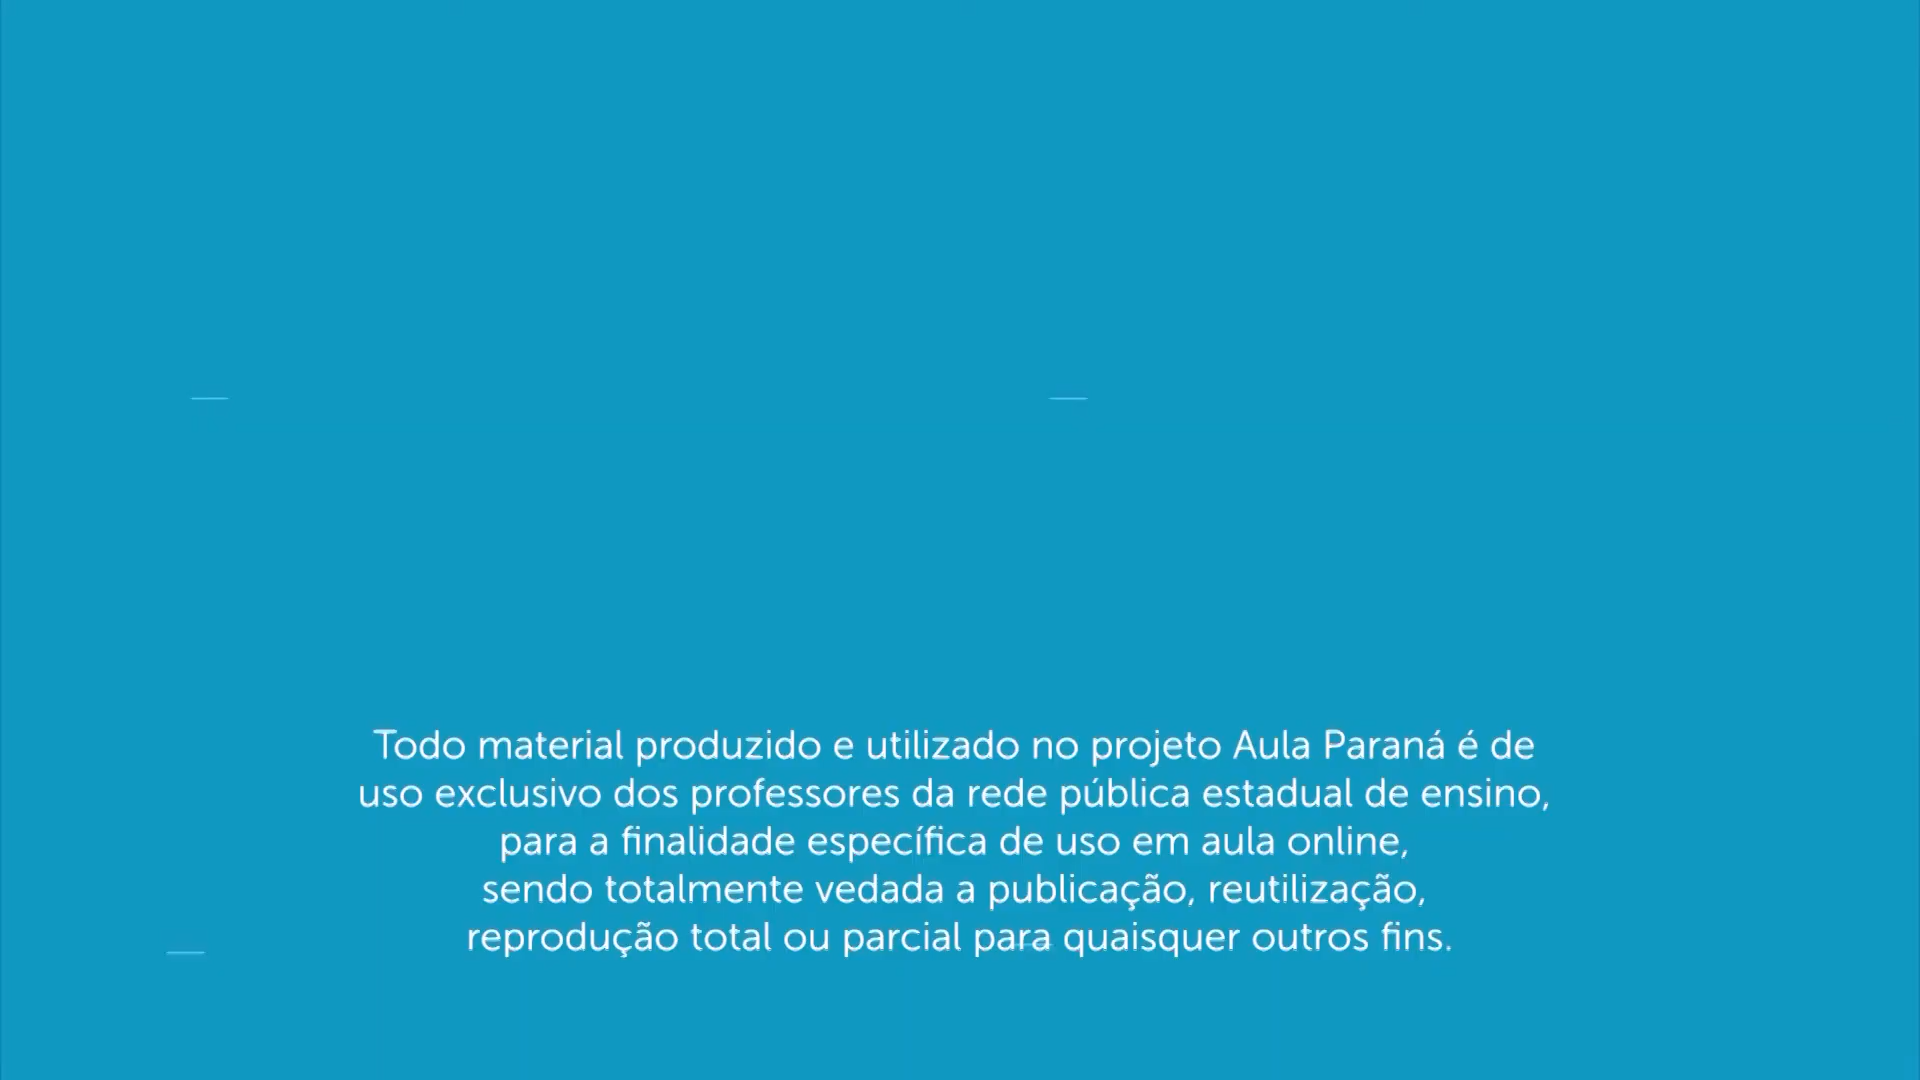 Todo material produzido e utilizado no projeto Aula Paraná é de
uso exclusivo dos professores da rede pública estadual de ensino,
para a finalidade específica de uso em aula online,
sendo totalmente vedada a publicação, reutilização,
reprodução total ou parcial para quaisquer outros fins.